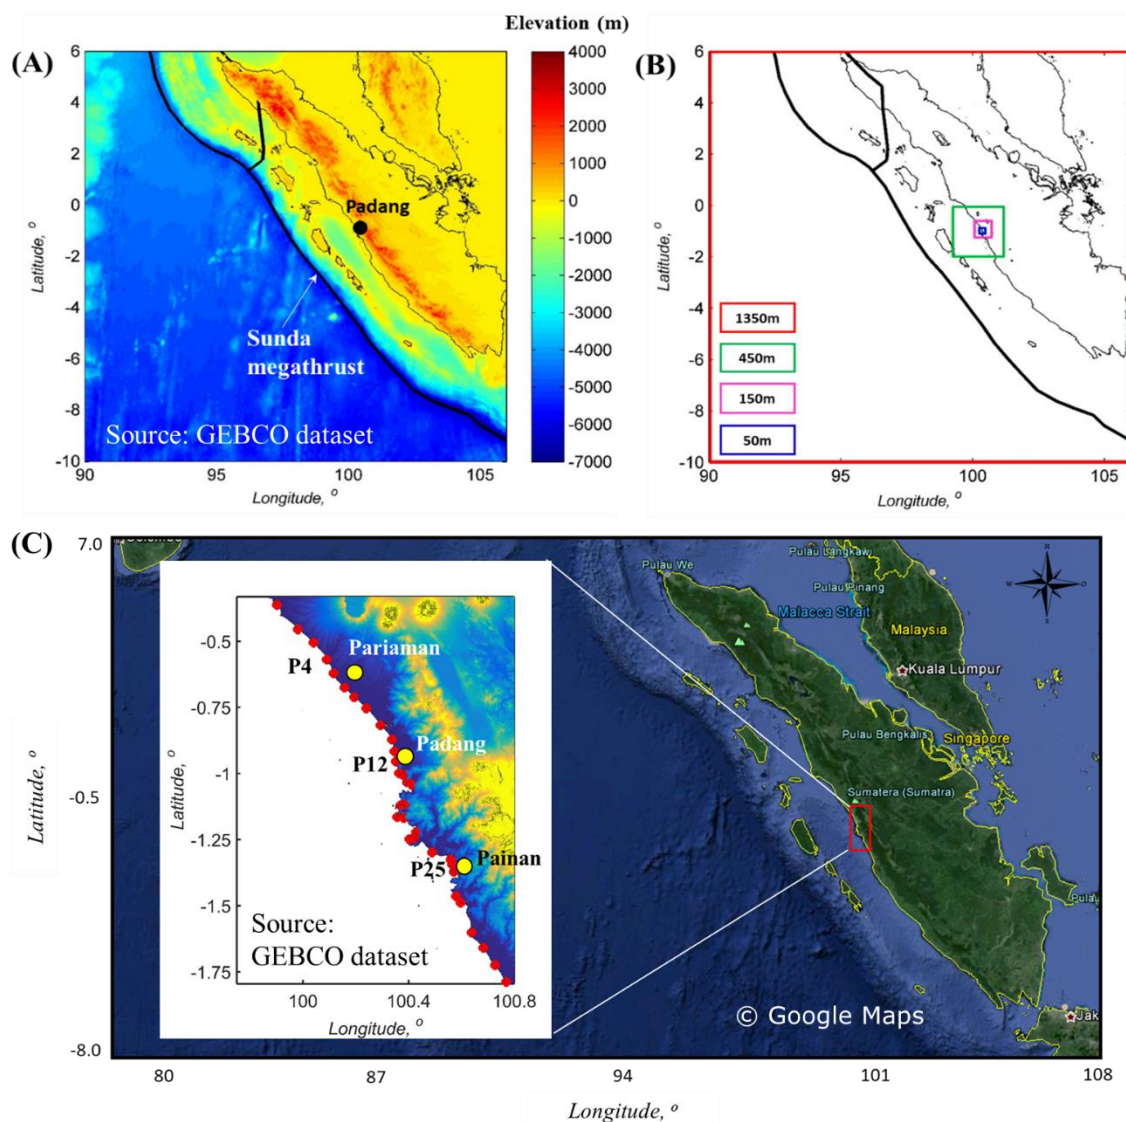 Elevation (m)
(A)
6
4
2
0
-2
-4
-6
-8
-10
90
95
100
105
Latitude, °
Longitude, °
Padang
Sunda
megathrust
Source: GEBCO dataset
4000
3000
2000
1000
0
-1000
-2000
-3000
-4000
-5000
-6000
-7000
(B)
6
4
2
0
-2
-4
-6
-8
-10
90
95
100
105
Latitude, °
Longitude, °
1350m
450m
150m
50m
(C)
7.0
-0.5
-8.0
Latitude, °
80
87
94
101
108
Longitude, °
-0.5
-0.75
-1
-1.25
-1.5
-1.75
Latitude, °
100
100.4
100.8
Longitude, °
P4
Pariaman
Padang
P12
P25
Painan
Source:
GEBCO dataset
Pulau We
Pulau Langkawi
Pulau Pinang
Malacca Strait
Malaysia
Kuala Lumpur
Singapore
Pulau Bengkalis
Sumatera (Sumatra)
Pulau
Jak
N
W
O
S
© Google Maps